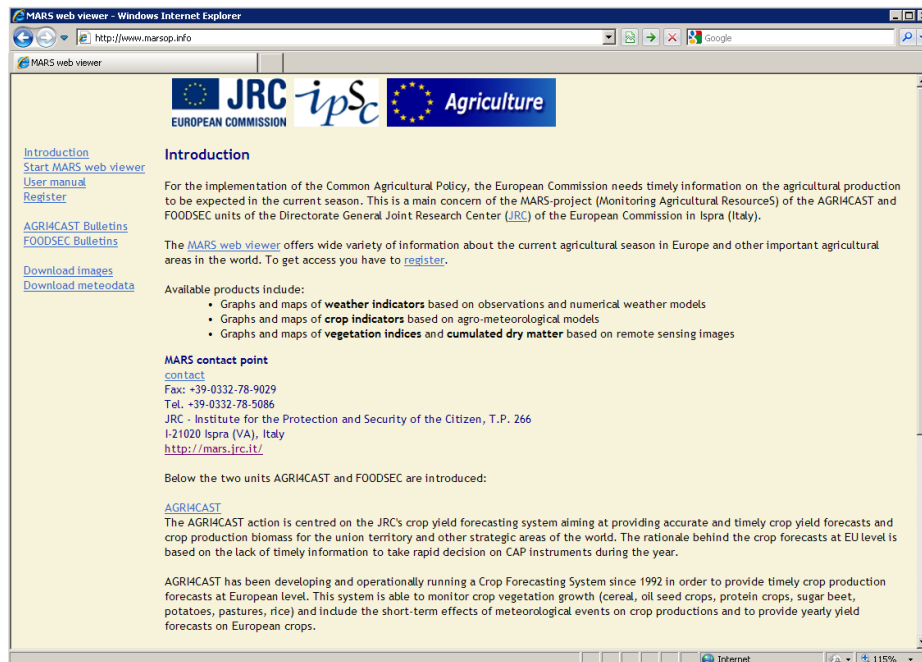 MARS web viewer - Windows Internet Explorer
http://www.marsop.info
Google
MARS web viewer
JRC
EUROPEAN COMMISSION
ipSc
Agriculture
Introduction
Start MARS web viewer
User manual
Register
AGRI4CAST Bulletins
FOODSEC Bulletins
Download images
Download meteodata
Introduction
For the implementation of the Common Agricultural Policy, the European Commission needs timely information on the agricultural production
to be expected in the current season. This is a main concern of the MARS-project (Monitoring Agricultural ResourceS) of the AGRI4CAST and
FOODSEC units of the Directorate General Joint Research Center (JRC) of the European Commission in Ispra (Italy).
The MARS web viewer offers wide variety of information about the current agricultural season in Europe and other important agricultural
areas in the world. To get access you have to register.
Available products include:
• Graphs and maps of weather indicators based on observations and numerical weather models
• Graphs and maps of crop indicators based on agro-meteorological models
• Graphs and maps of vegetation indices and cumulated dry matter based on remote sensing images
MARS contact point
contact
Fax: +39-0332-78-9029
Tel. +39-0332-78-5086
JRC - Institute for the Protection and Security of the Citizen, T.P. 266
I-21020 Ispra (VA), Italy
http://mars.jrc.it/
Below the two units AGRI4CAST and FOODSEC are introduced:
AGRI4CAST
The AGRI4CAST action is centred on the JRC's crop yield forecasting system aiming at providing accurate and timely crop yield forecasts and
crop production biomass for the union territory and other strategic areas of the world. The rationale behind the crop forecasts at EU level is
based on the lack of timely information to take rapid decision on CAP instruments during the year.
AGRI4CAST has been developing and operationally running a Crop Forecasting System since 1992 in order to provide timely crop production
forecasts at European level. This system is able to monitor crop vegetation growth (cereal, oil seed crops, protein crops, sugar beet,
potatoes, pastures, rice) and include the short-term effects of meteorological events on crop productions and to provide yearly yield
forecasts on European crops.
Internet
115%